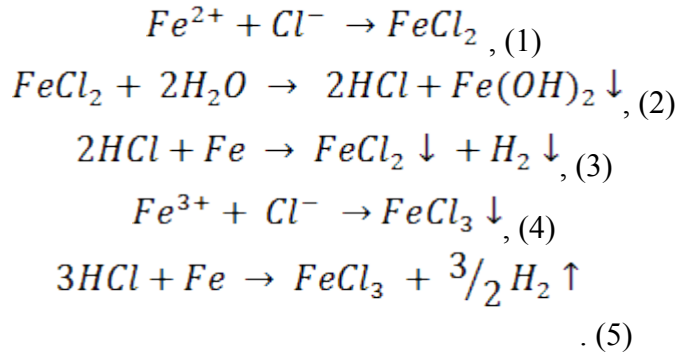 Fe²⁺ + Cl⁻ → FeCl₂ , (1)
FeCl₂ + 2H₂O → 2HCl + Fe(OH)₂ ↓, (2)
2HCl + Fe → FeCl₂ ↓ + H₂ ↓, (3)
Fe³⁺ + Cl⁻ → FeCl₃ ↓, (4)
3HCl + Fe → FeCl₃ + 3/2 H₂ ↑
. (5)